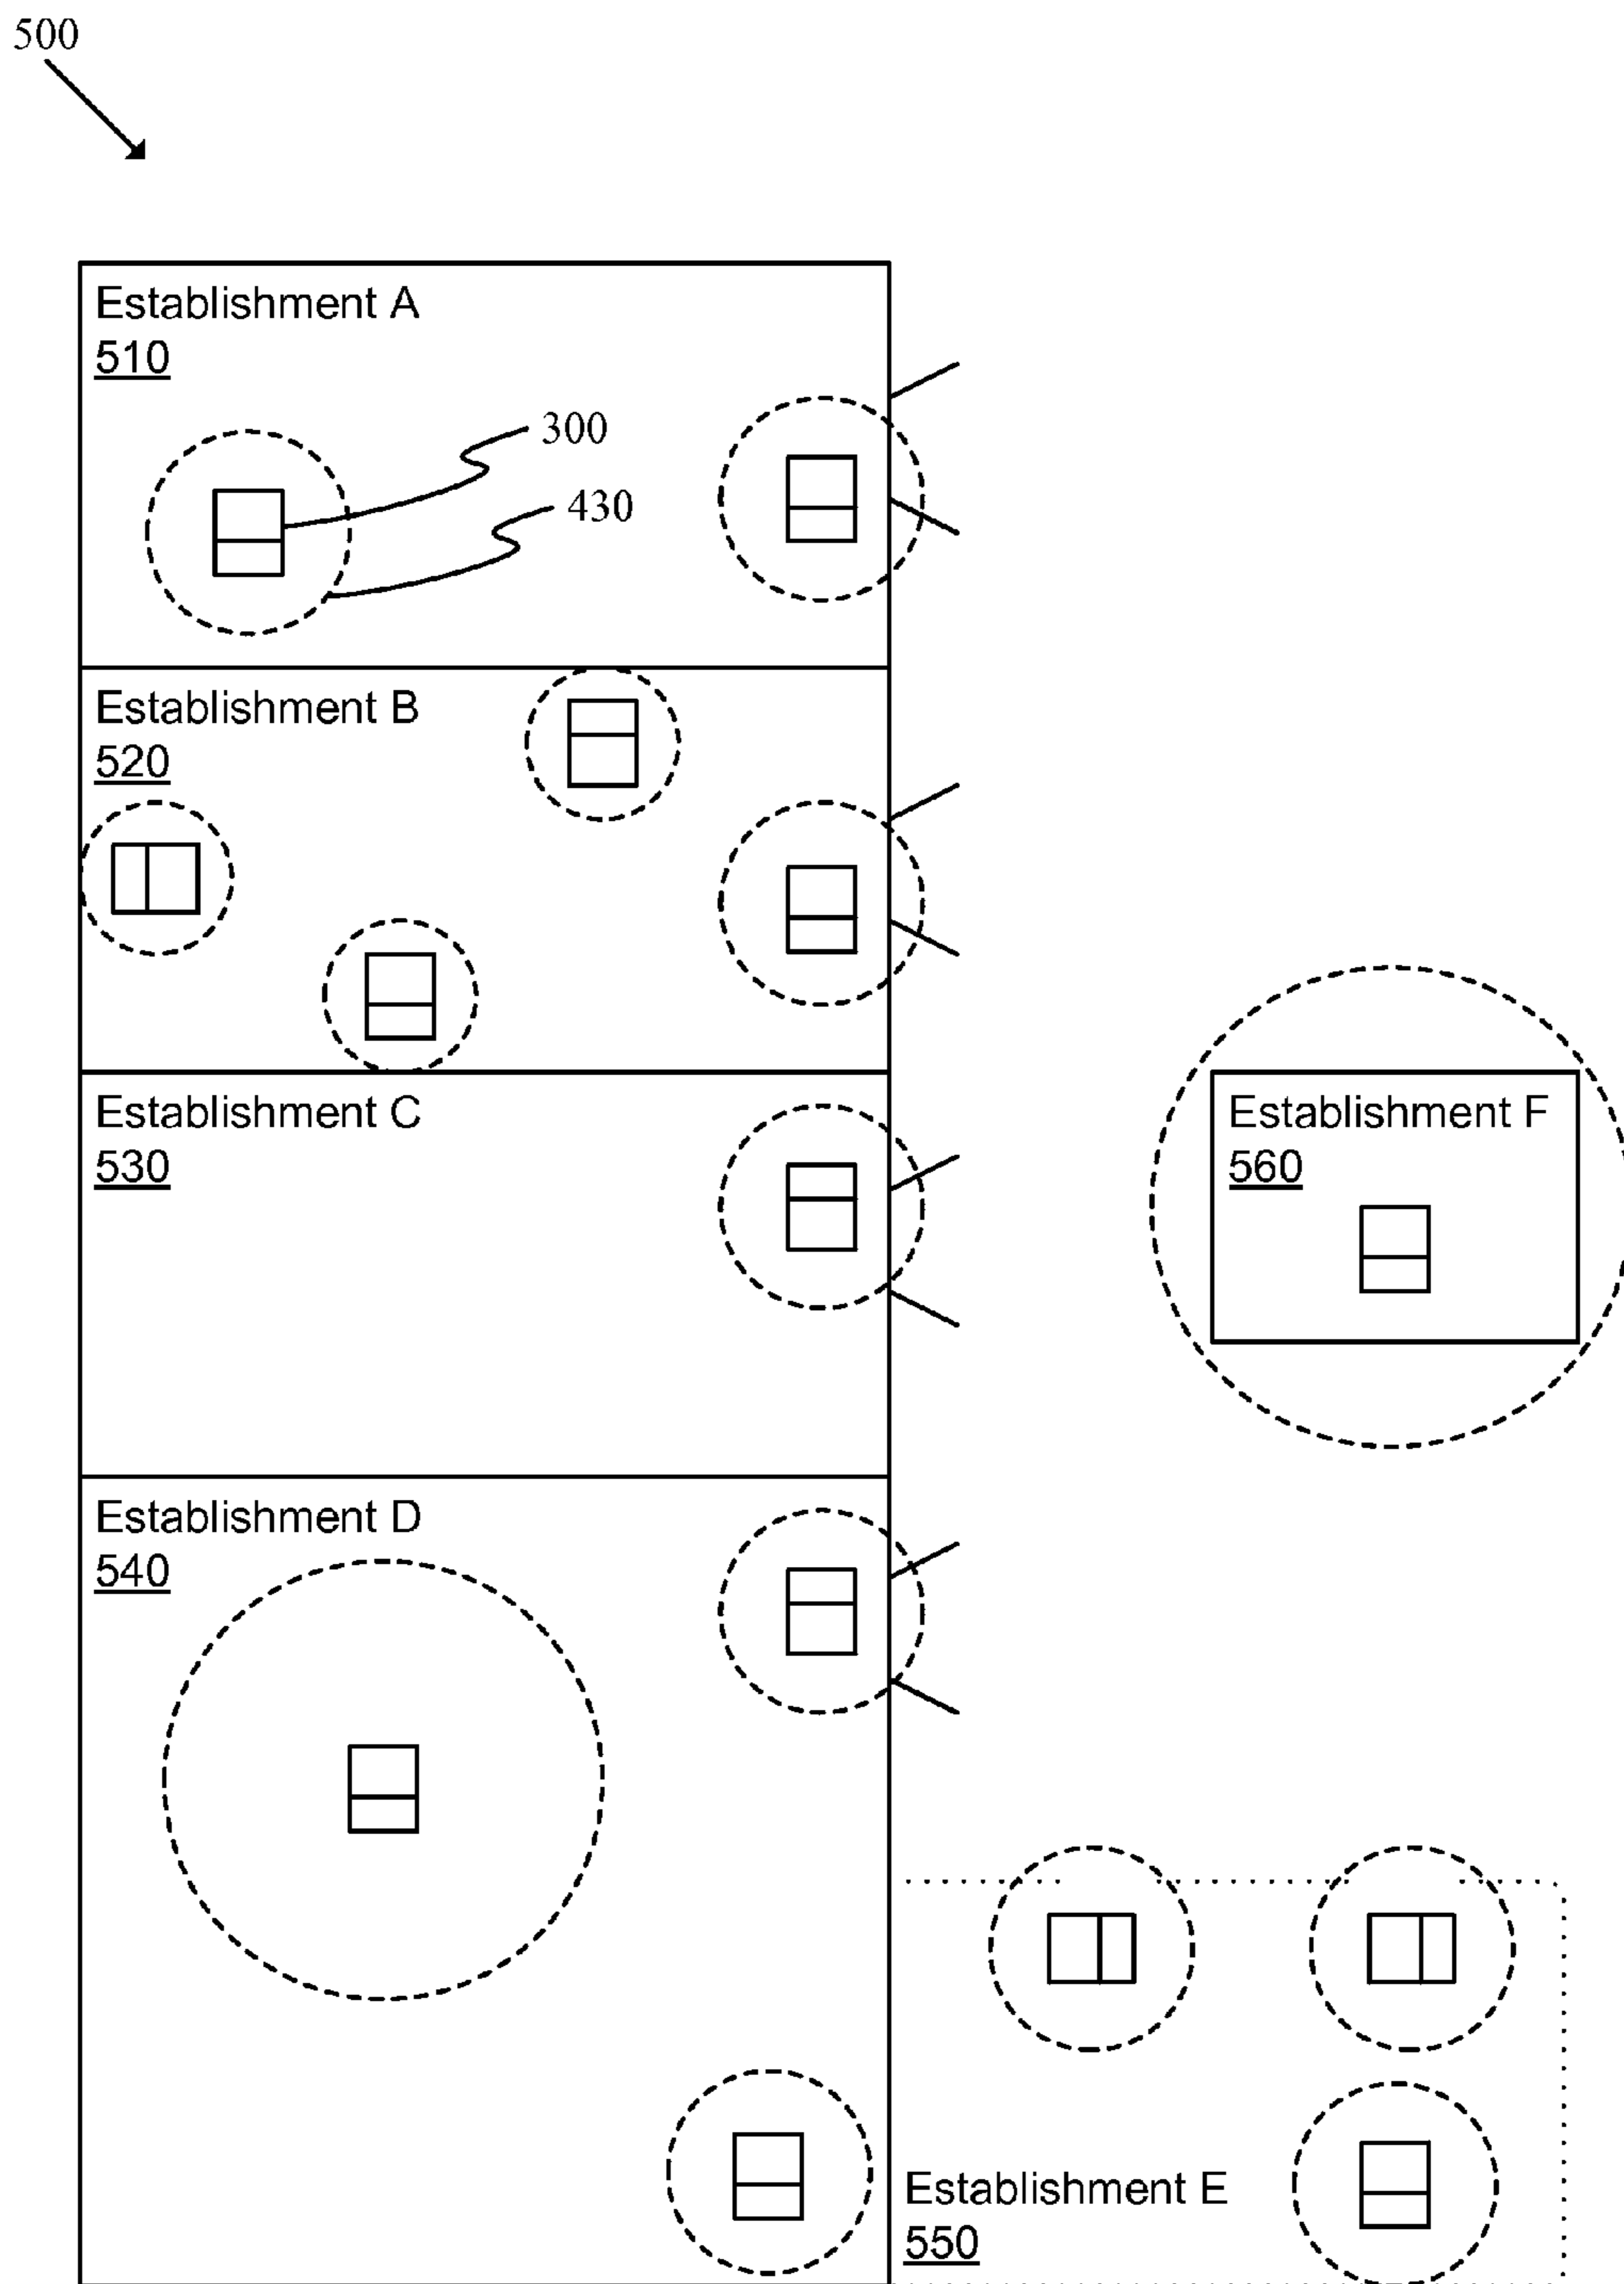 500
Establishment A
510
300
430
Establishment B
520
Establishment C
530
Establishment F
560
Establishment D
540
Establishment E
550